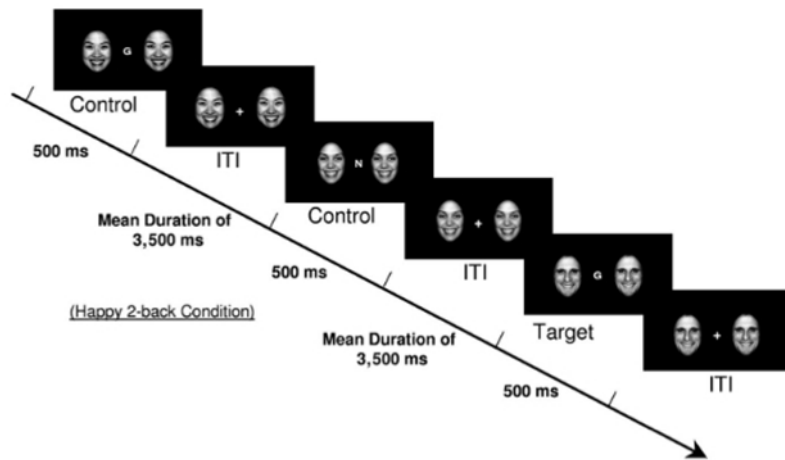 G
Control
+
ITI
500 ms
N
Control
Mean Duration of
3,500 ms
+
ITI
500 ms
G
Target
(Happy 2-back Condition)
Mean Duration of
3,500 ms
+
ITI
500 ms